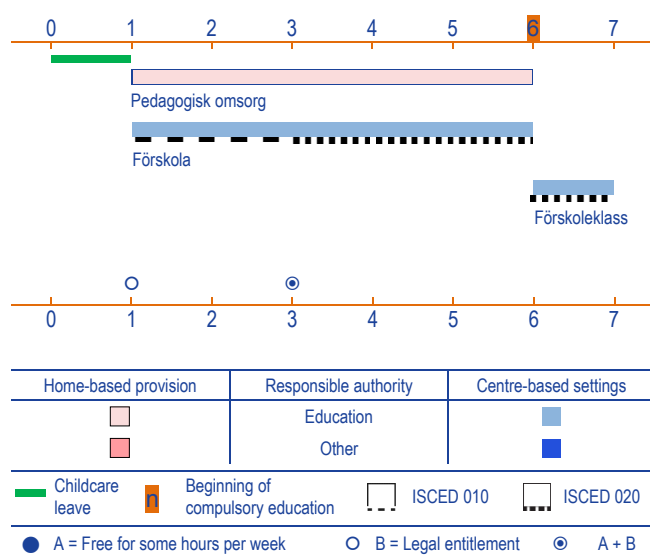 0 1 2 3 4 5 6 7
Pedagogisk omsorg
Förskola
Förskoleklass
0 1 2 3 4 5 6 7
Home-based provision Responsible authority Centre-based settings
Education
Other
Childcare leave
n Beginning of compulsory education
ISCED 010
ISCED 020
A = Free for some hours per week B = Legal entitlement A + B